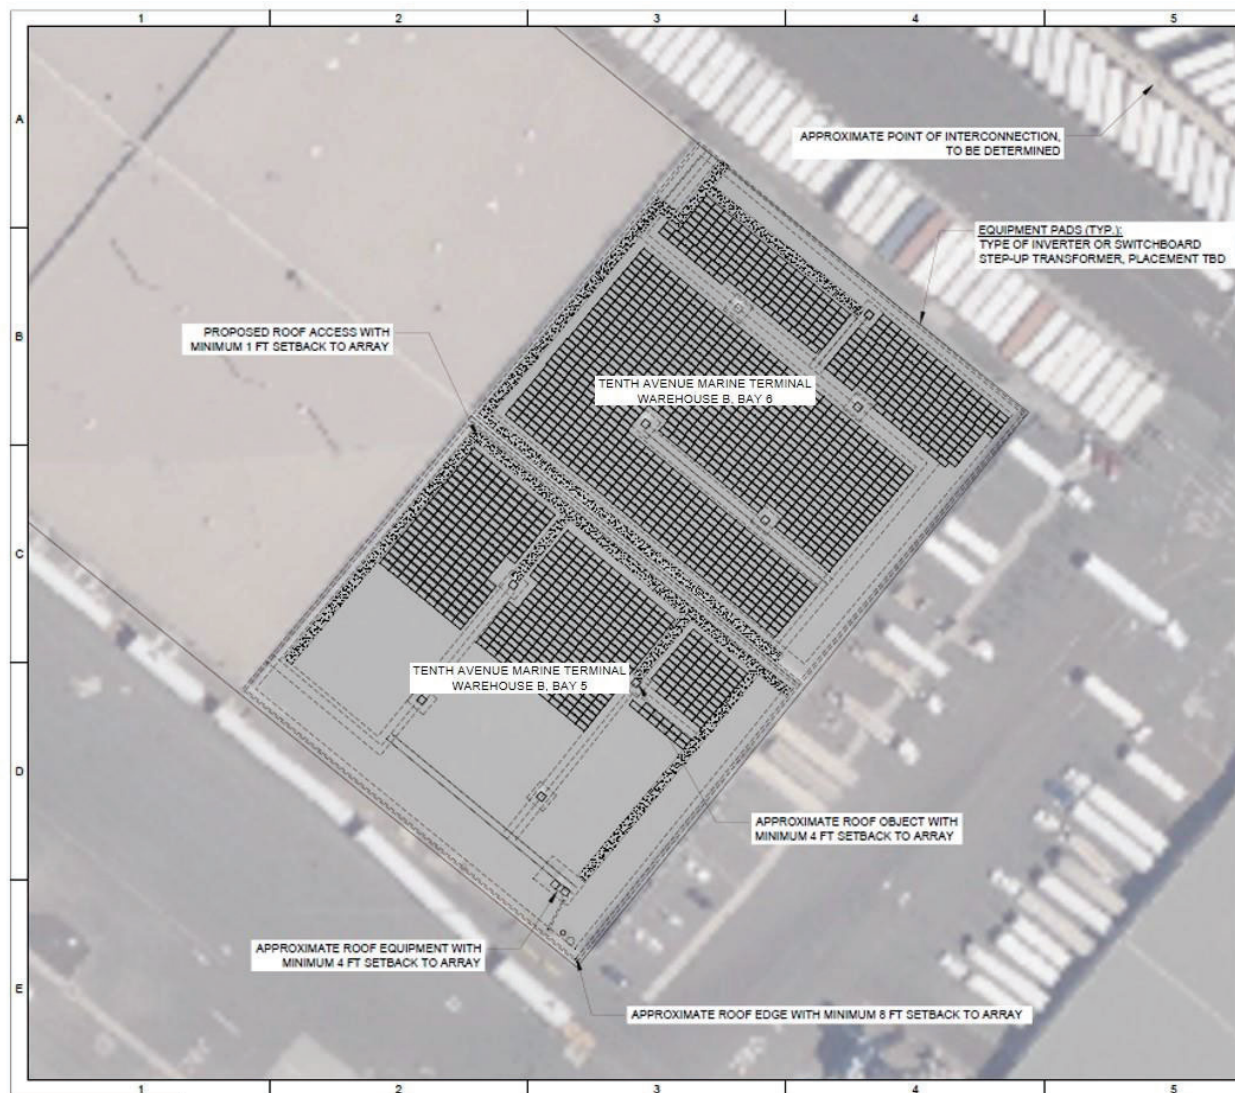 1 2 3 4 5
A
APPROXIMATE POINT OF INTERCONNECTION,
TO BE DETERMINED
EQUIPMENT PADS (TYP.):
TYPE OF INVERTER OR SWITCHBOARD
STEP-UP TRANSFORMER, PLACEMENT TBD
B
PROPOSED ROOF ACCESS WITH
MINIMUM 1 FT SETBACK TO ARRAY
TENTH AVENUE MARINE TERMINAL
WAREHOUSE B, BAY 6
C
TENTH AVENUE MARINE TERMINAL
WAREHOUSE B, BAY 5
D
APPROXIMATE ROOF OBJECT WITH
MINIMUM 4 FT SETBACK TO ARRAY
APPROXIMATE ROOF EQUIPMENT WITH
MINIMUM 4 FT SETBACK TO ARRAY
E
APPROXIMATE ROOF EDGE WITH MINIMUM 8 FT SETBACK TO ARRAY
1 2 3 4 5